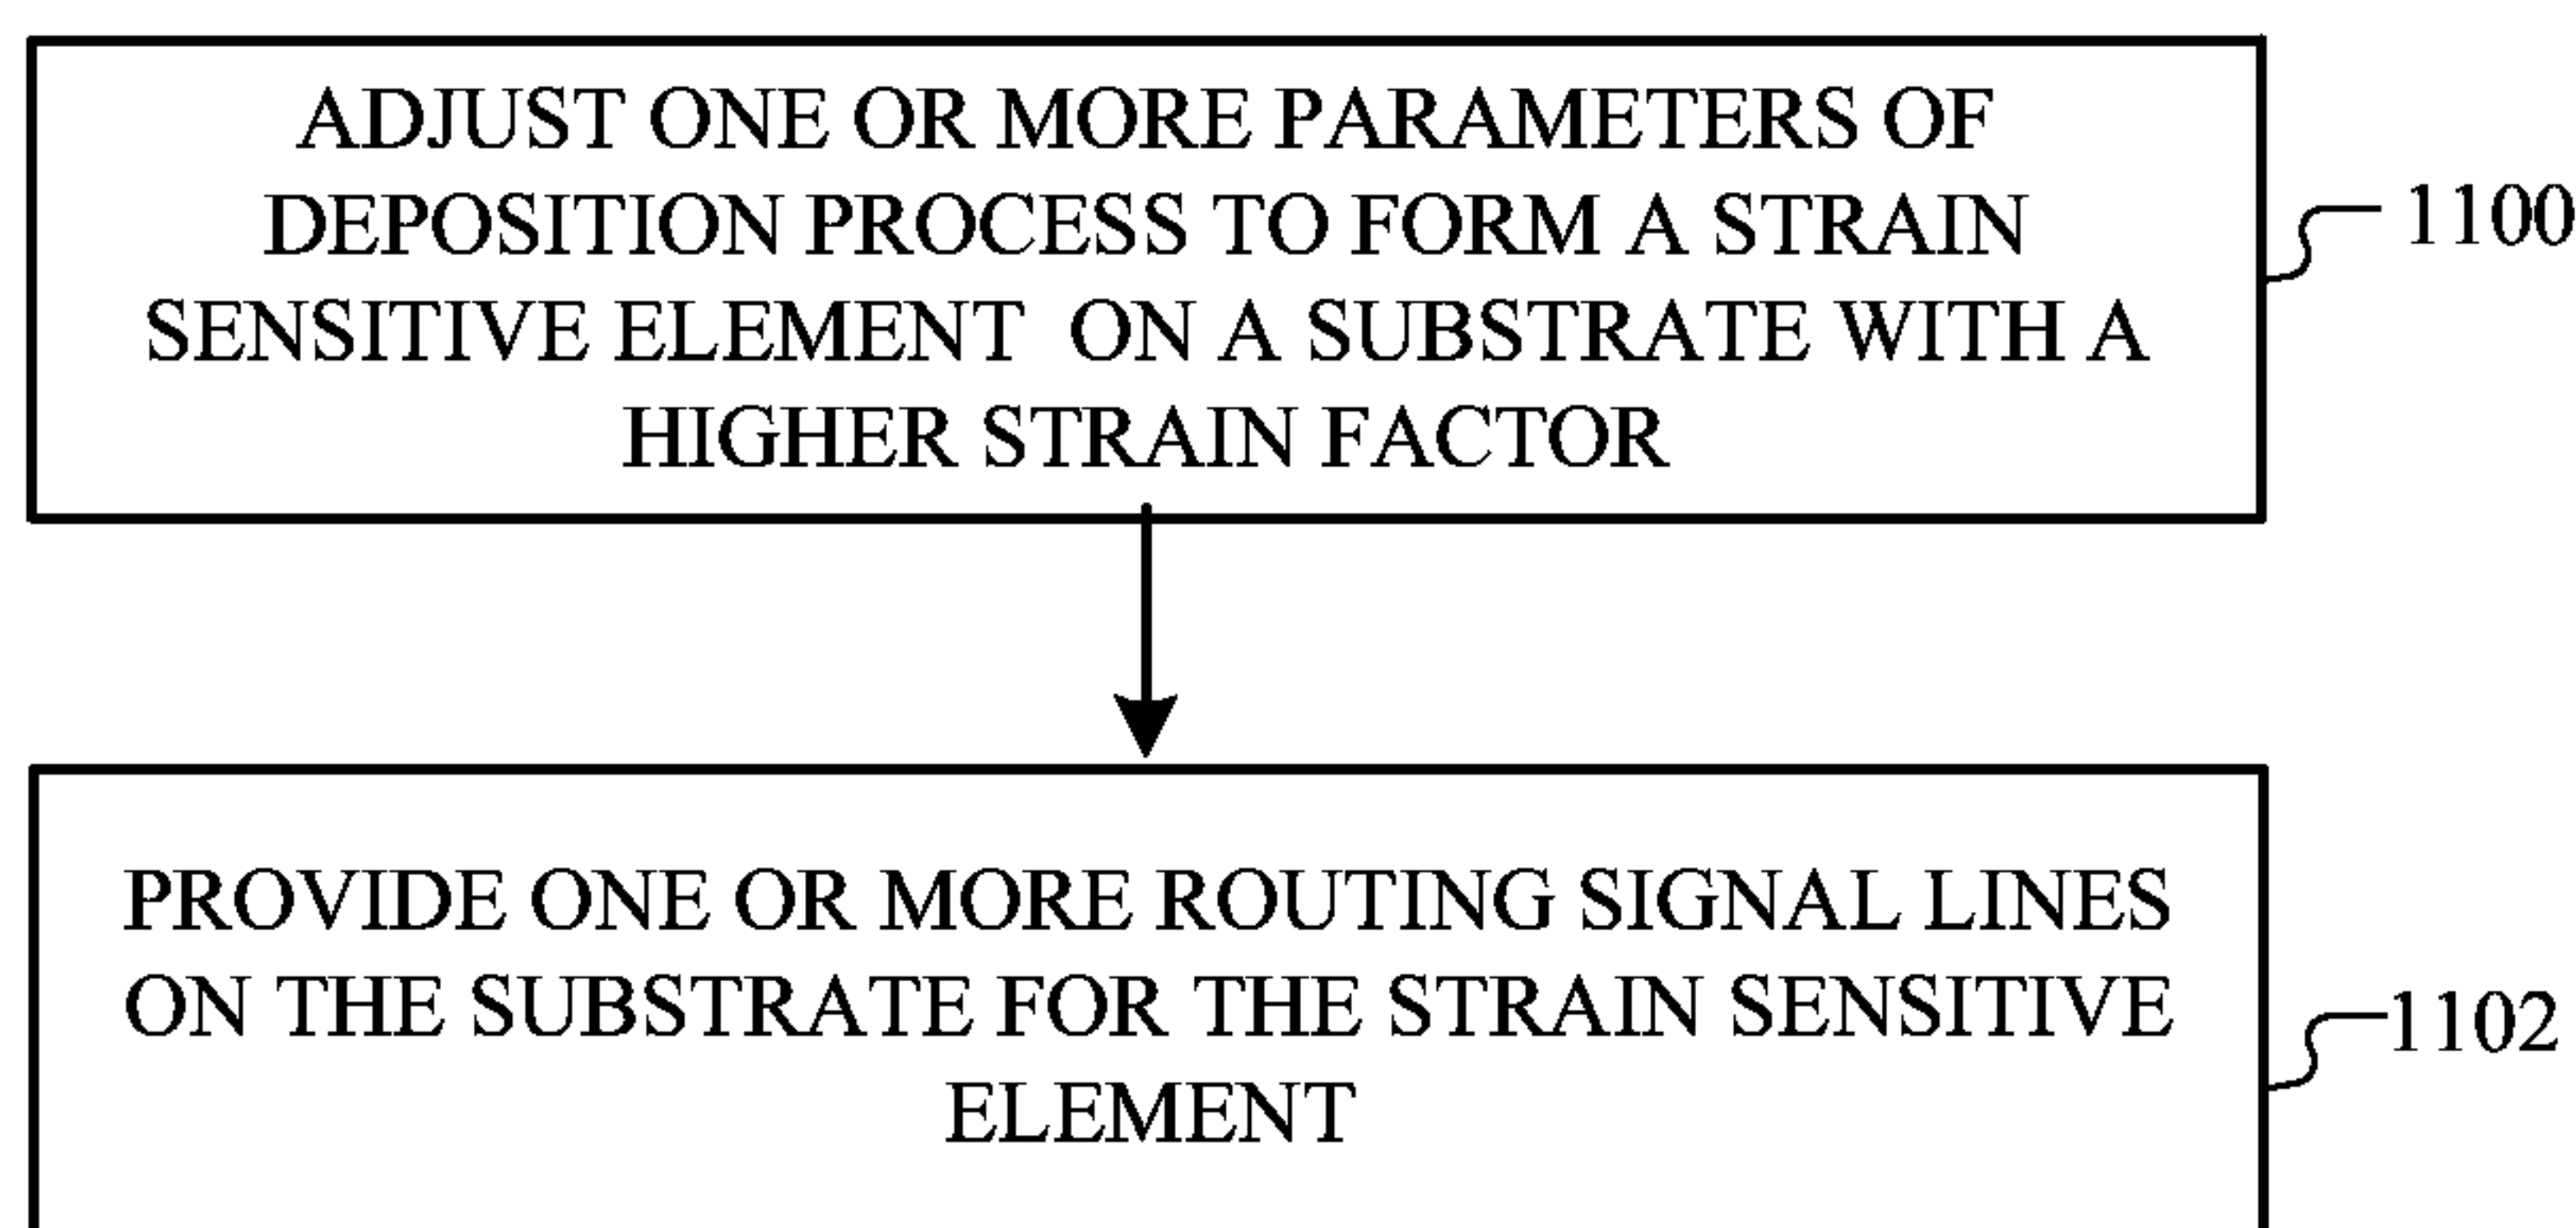 ADJUST ONE OR MORE PARAMETERS OF
DEPOSITION PROCESS TO FORM A STRAIN
SENSITIVE ELEMENT ON A SUBSTRATE WITH A
HIGHER STRAIN FACTOR
1100
PROVIDE ONE OR MORE ROUTING SIGNAL LINES
ON THE SUBSTRATE FOR THE STRAIN SENSITIVE
ELEMENT
1102